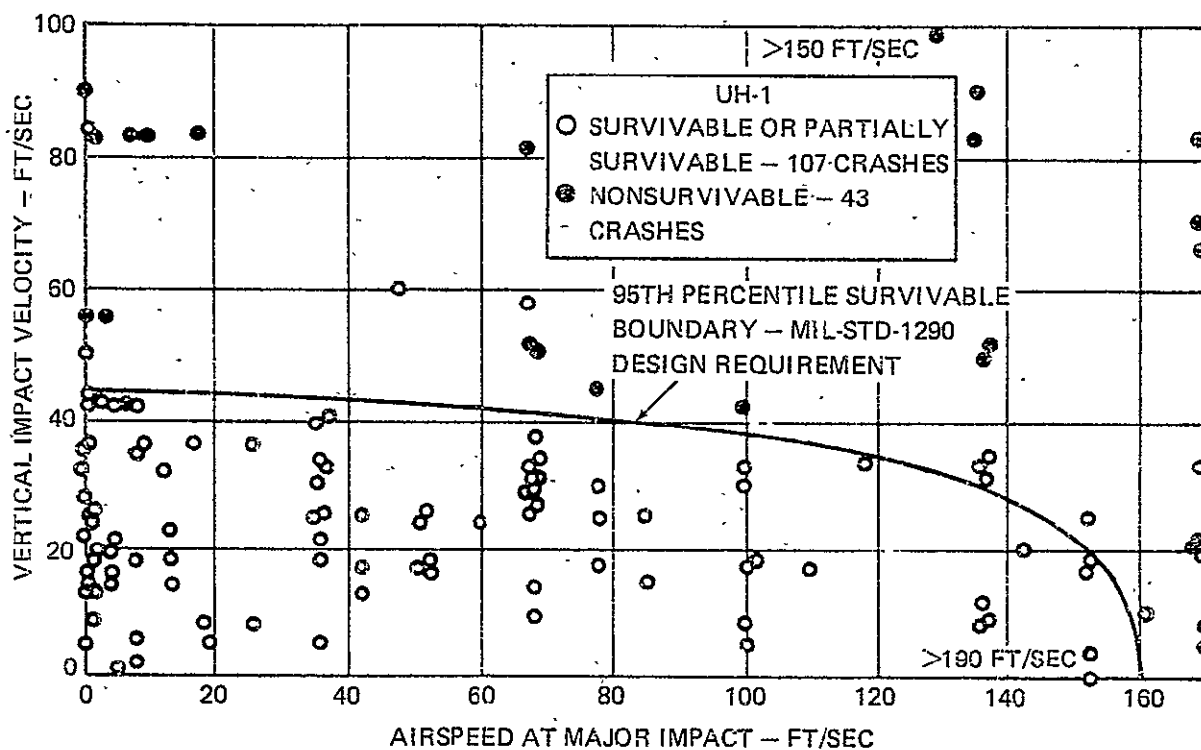 100
80
60
40
20
0
VERTICAL IMPACT VELOCITY – FT/SEC
>150 FT/SEC
UH-1
SURVIVABLE OR PARTIALLY
SURVIVABLE – 107 CRASHES
NONSURVIVABLE – 43
CRASHES
95TH PERCENTILE SURVIVABLE
BOUNDARY – MIL-STD-1290
DESIGN REQUIREMENT
>190 FT/SEC
0 20 40 60 80 100 120 140 160
AIRSPEED AT MAJOR IMPACT – FT/SEC